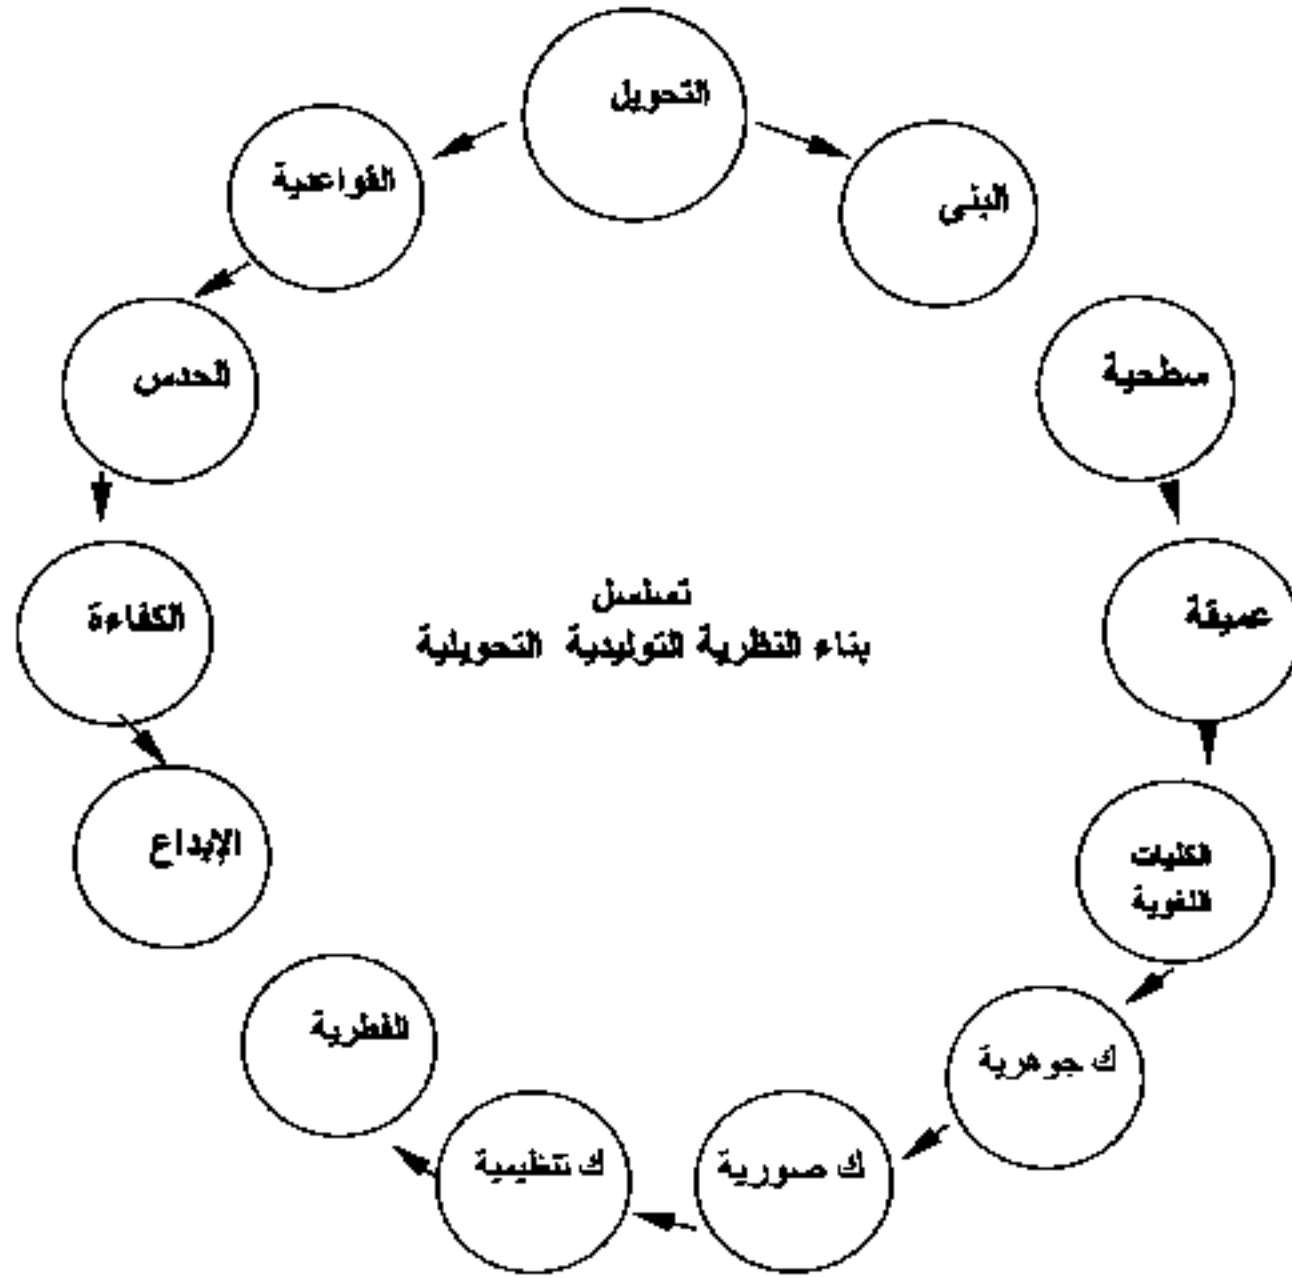 التحويل
القواعدية
البنى
الحدس
سطحية
الكفاءة
عميقة
تسلسل
بناء النظرية التوليدية التحويلية
الإبداع
الكليات
اللغوية
الفطرية
ك جوهرية
ك تنظيمية
ك صورية